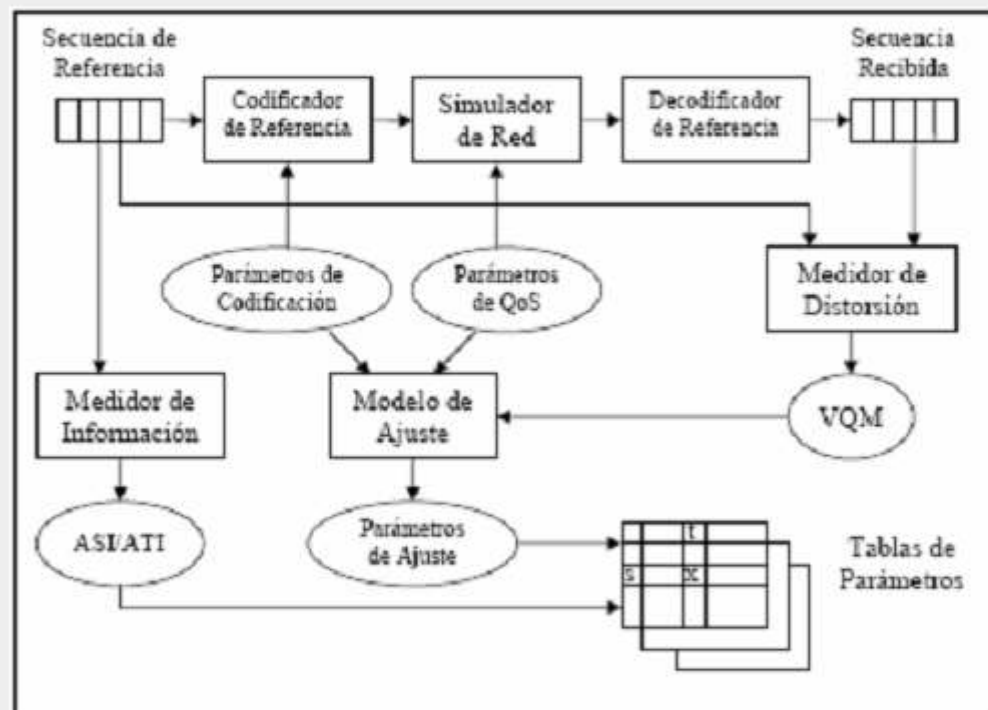 Secuencia de
Referencia
Codificador
de Referencia
Simulador
de Red
Decodificador
de Referencia
Secuencia
Recibida
Parámetros de
Codificación
Parámetros
de QoS
Medidor de
Distorsión
Medidor de
Información
Modelo de
Ajuste
VQM
ASI/ATI
Parámetros
de Ajuste
t
s x
Tablas de
Parámetros